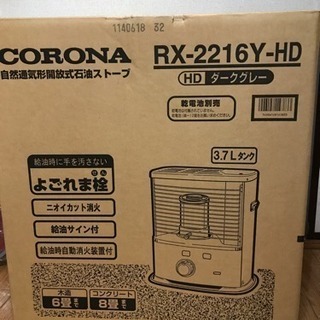 1140618 32
CORONA
自然通気形開放式石油ストーブ
RX-2216Y-HD
HD ダークグレー
乾電池別売
給油時に手を汚さない
よごれま栓
ニオイカット消火
給油サイン付
給油時自動消火装置付
3.7Lタンク
木造
6畳まで
コンクリート
8畳まで